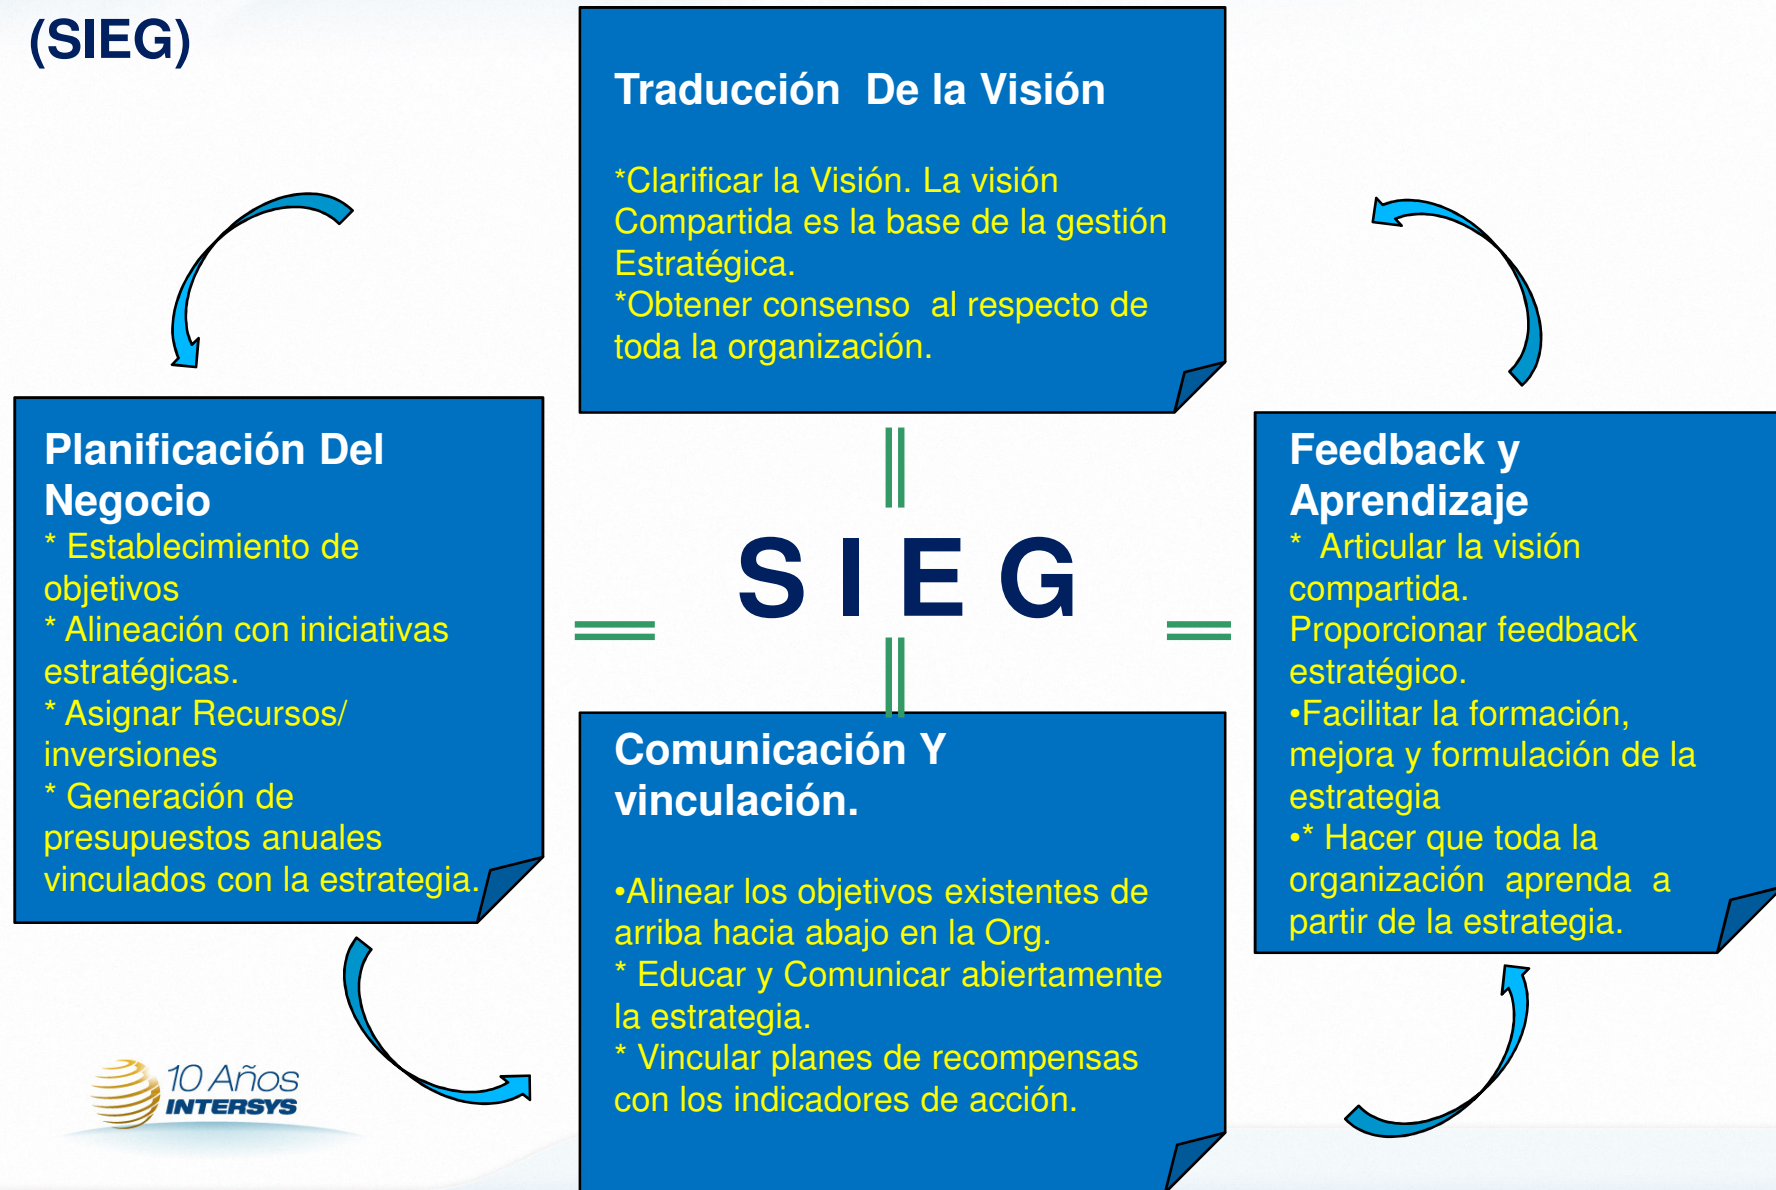 (SIEG)
Traducción De la Visión
*Clarificar la Visión. La visión
Compartida es la base de la gestión
Estratégica.
*Obtener consenso al respecto de
toda la organización.
Planificación Del
Negocio
* Establecimiento de
objetivos
* Alineación con iniciativas
estratégicas.
* Asignar Recursos/
inversiones
* Generación de
presupuestos anuales
vinculados con la estrategia.
S I E G
Feedback y
Aprendizaje
* Articular la visión
compartida.
Proporcionar feedback
estratégico.
•Facilitar la formación,
mejora y formulación de la
estrategia
•* Hacer que toda la
organización aprenda a
partir de la estrategia.
Comunicación Y
vinculación.
•Alinear los objetivos existentes de
arriba hacia abajo en la Org.
* Educar y Comunicar abiertamente
la estrategia.
* Vincular planes de recompensas
con los indicadores de acción.
10 Años
INTERSYS